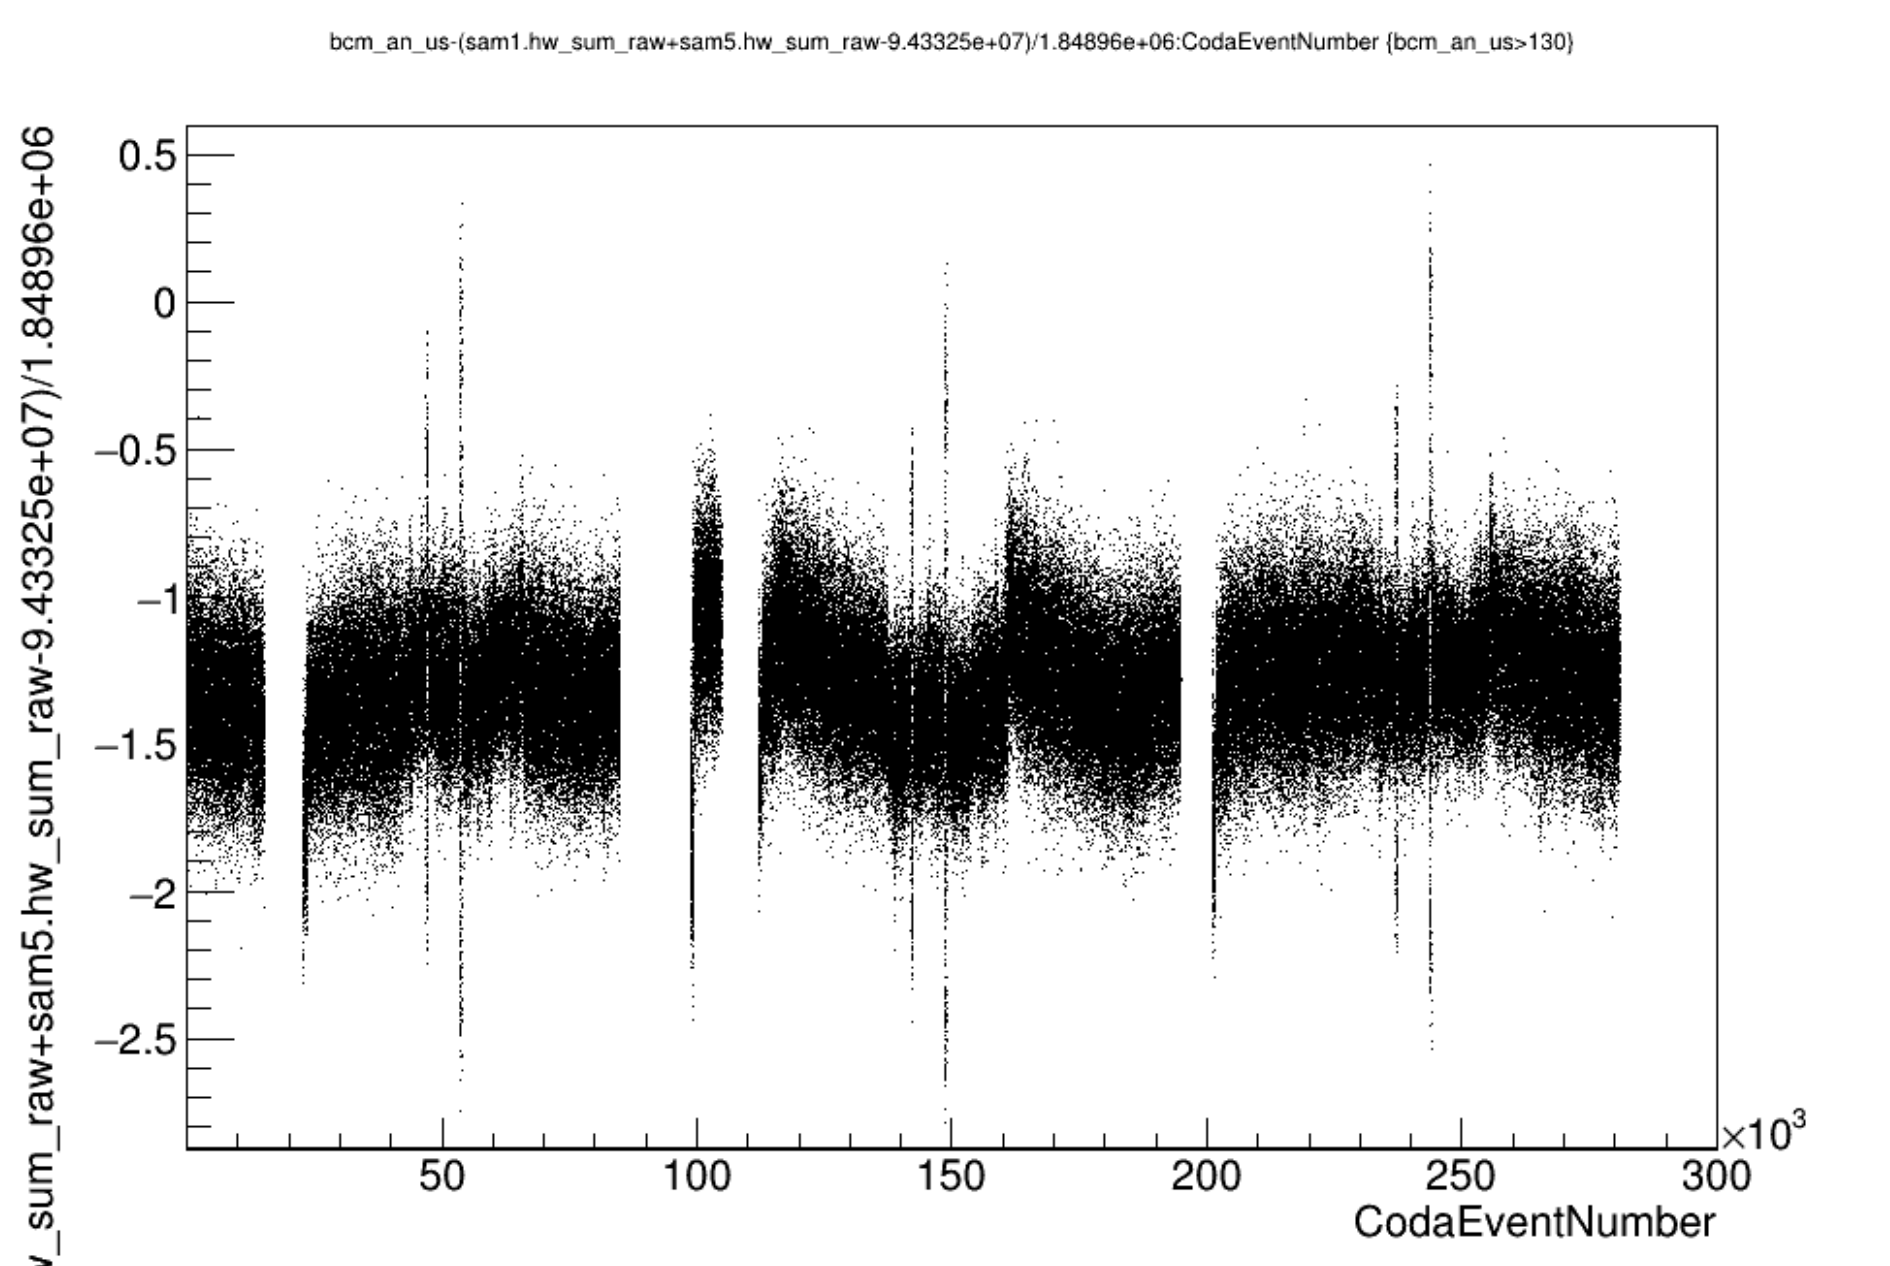 bcm_an_us-(sam1.hw_sum_raw+sam5.hw_sum_raw-9.43325e+07)/1.84896e+06:CodaEventNumber {bcm_an_us>130}
w_sum_raw+sam5.hw_sum_raw-9.43325e+07)/1.84896e+06
0.5
0
−0.5
−1
−1.5
−2
−2.5
50 100 150 200 250 300
×10³
CodaEventNumber